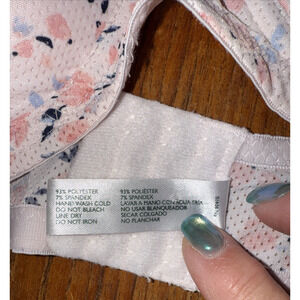 93% POLYESTER
7% SPANDEX
HAND WASH COLD
DO NOT BLEACH
LINE DRY
DO NOT IRON
93% POLIESTER
7% SPANDEX
LAVAR A MANO CON AGUA FRIA
NO USAR BLANQUEADOR
SECAR COLGADO
NO PLANCHAR